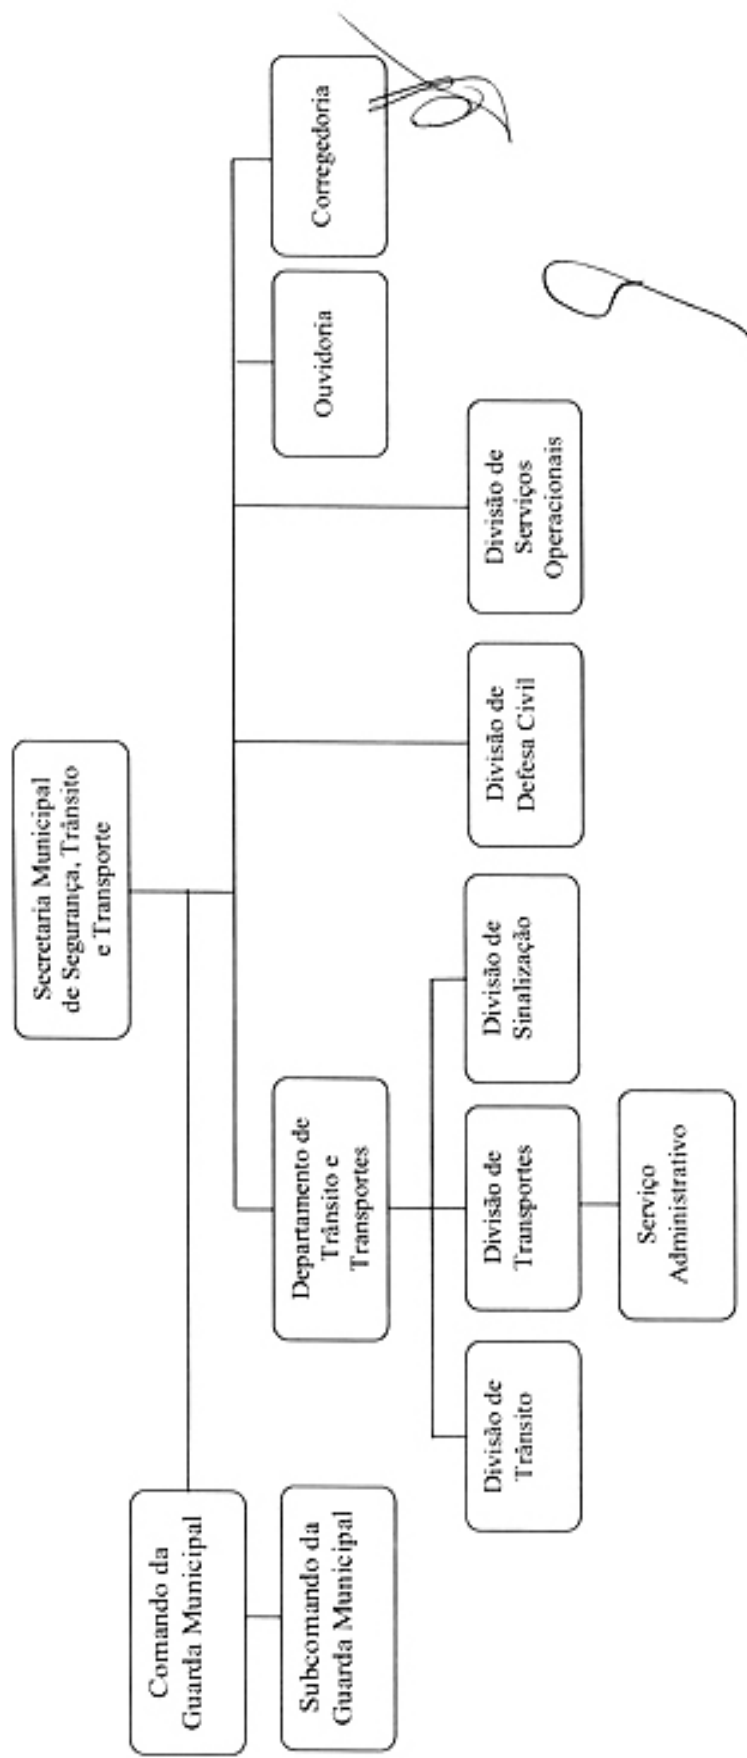 Secretaria Municipal
de Segurança, Trânsito
e Transporte
Comando da
Guarda Municipal
Subcomando da
Guarda Municipal
Departamento de
Trânsito e
Transportes
Ouvidoria
Corregedoria
Divisão de
Trânsito
Divisão de
Transportes
Divisão de
Sinalização
Divisão de
Defesa Civil
Divisão de
Serviços
Operacionais
Serviço
Administrativo